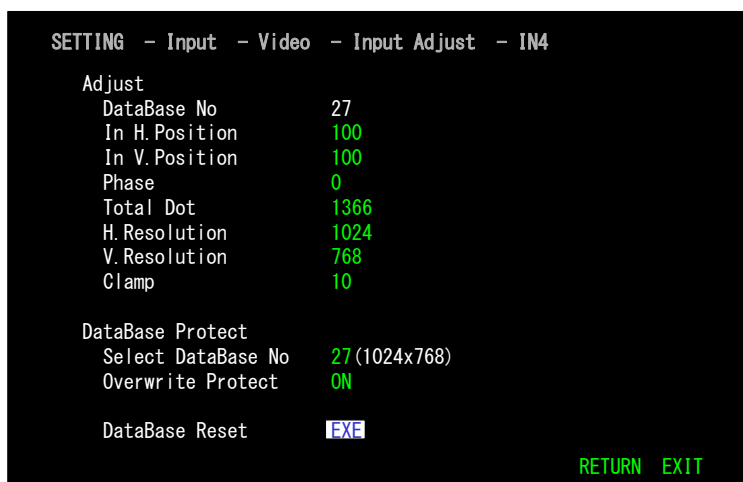 SETTING - Input - Video - Input Adjust - IN4
Adjust
DataBase No 27
In H.Position 100
In V.Position 100
Phase 0
Total Dot 1366
H.Resolution 1024
V.Resolution 768
Clamp 10
DataBase Protect
Select DataBase No 27(1024x768)
Overwrite Protect ON
DataBase Reset EXE
RETURN EXIT